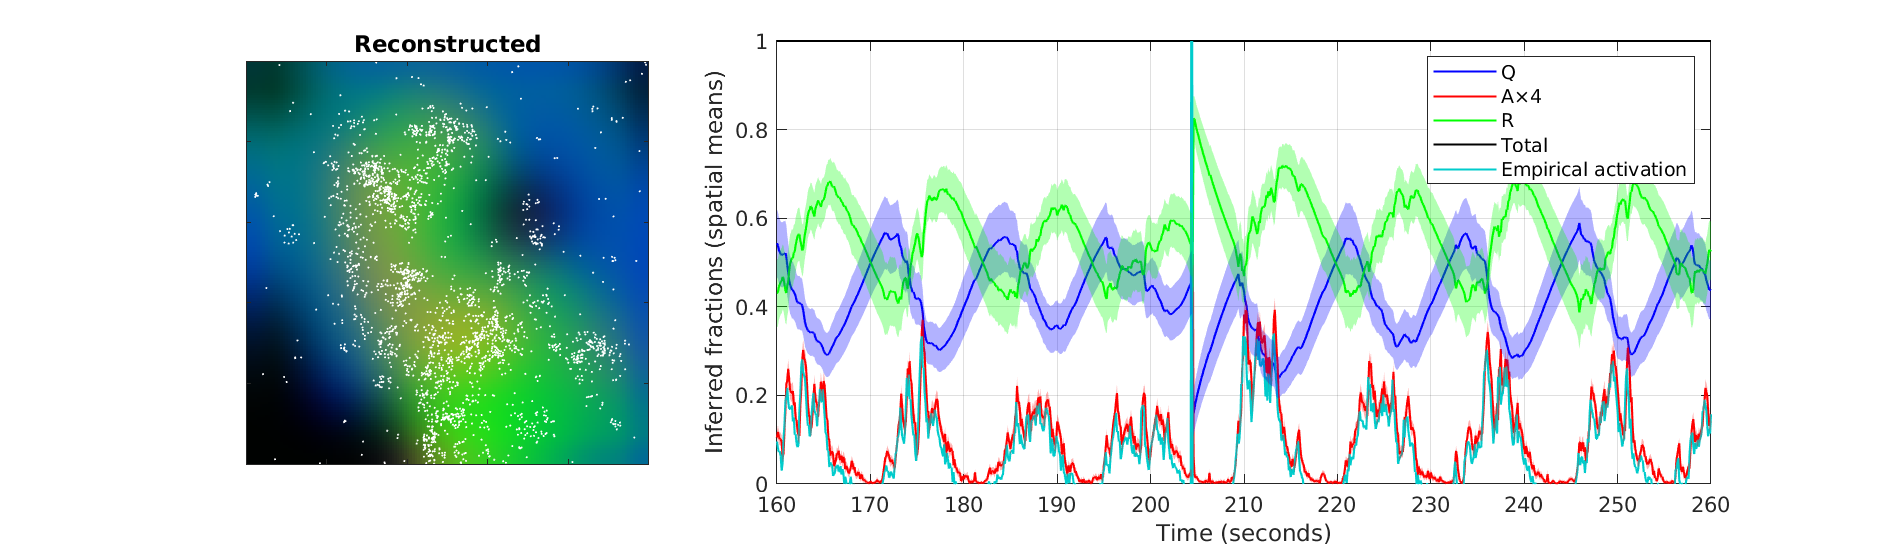 Reconstructed
Inferred fractions (spatial means)
1
0.8
0.6
0.4
0.2
0
160 170 180 190 200 210 220 230 240 250 260
Time (seconds)
Q
A×4
R
Total
Empirical activation